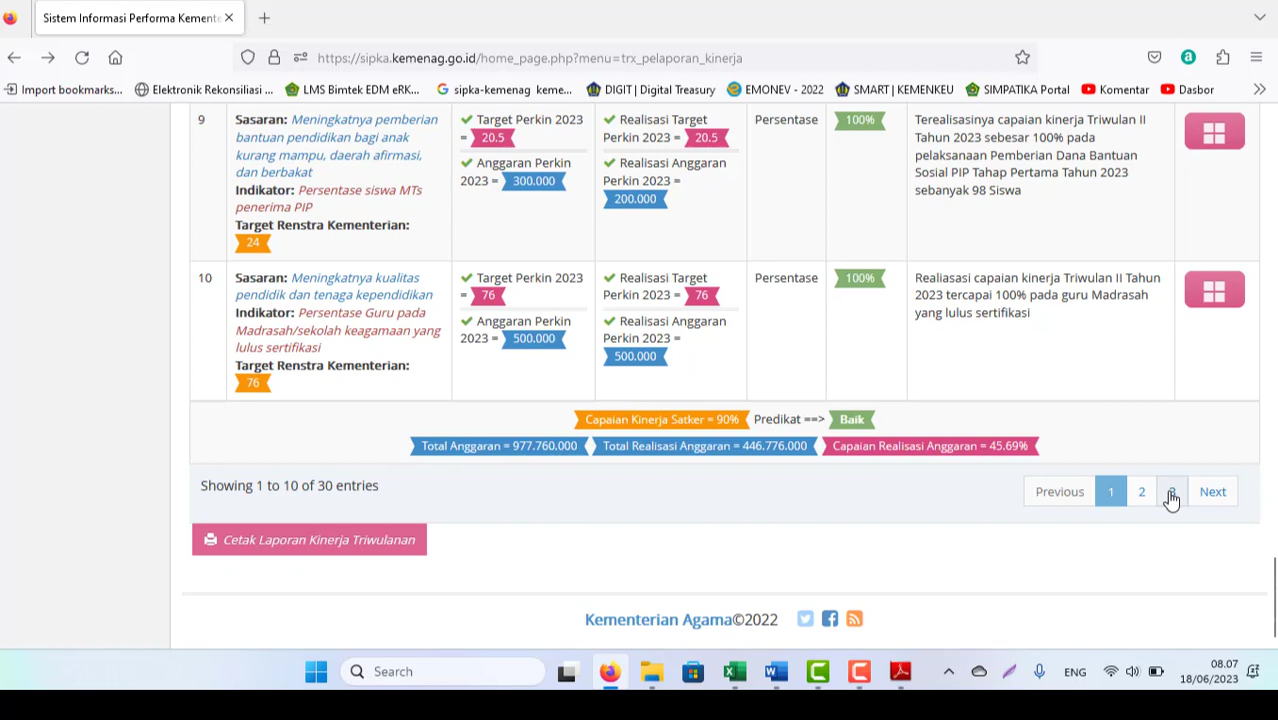 Sistem Informasi Performa Kemente
https://sipka.kemenag.go.id/home_page.php?menu=trx_pelaporan_kinerja
Import bookmarks... Elektronik Rekonsiliasi ... LMS Bimtek EDM eRK... sipka-kemenag keme... DIGIT | Digital Treasury EMONEV - 2022 SMART | KEMENKEU SIMPATIKA Portal Komentar Dasbor
9
Sasaran: Meningkatnya pemberian
bantuan pendidikan bagi anak
kurang mampu, daerah afirmasi,
dan berbakat
Indikator: Persentase siswa MTs
penerima PIP
Target Renstra Kementerian:
24
Target Perkin 2023
= 20.5
Anggaran Perkin
2023 = 300.000
Realisasi Target
Perkin 2023 = 20.5
Realisasi Anggaran
Perkin 2023 =
200.000
Persentase
100%
Terealisasinya capaian kinerja Triwulan II
Tahun 2023 sebesar 100% pada
pelaksanaan Pemberian Dana Bantuan
Sosial PIP Tahap Pertama Tahun 2023
sebanyak 98 Siswa
10
Sasaran: Meningkatnya kualitas
pendidik dan tenaga kependidikan
Indikator: Persentase Guru pada
Madrasah/sekolah keagamaan yang
lulus sertifikasi
Target Renstra Kementerian:
76
Target Perkin 2023
= 76
Anggaran Perkin
2023 = 500.000
Realisasi Target
Perkin 2023 = 76
Realisasi Anggaran
Perkin 2023 =
500.000
Persentase
100%
Realiasasi capaian kinerja Triwulan II Tahun
2023 tercapai 100% pada guru Madrasah
yang lulus sertifikasi
Capaian Kinerja Satker = 90% Predikat ==> Baik
Total Anggaran = 977.760.000 Total Realisasi Anggaran = 446.776.000 Capaian Realisasi Anggaran = 45.69%
Showing 1 to 10 of 30 entries
Previous 1 2 3 Next
Cetak Laporan Kinerja Triwulanan
Kementerian Agama©2022
Search
ENG
08.07
18/06/2023